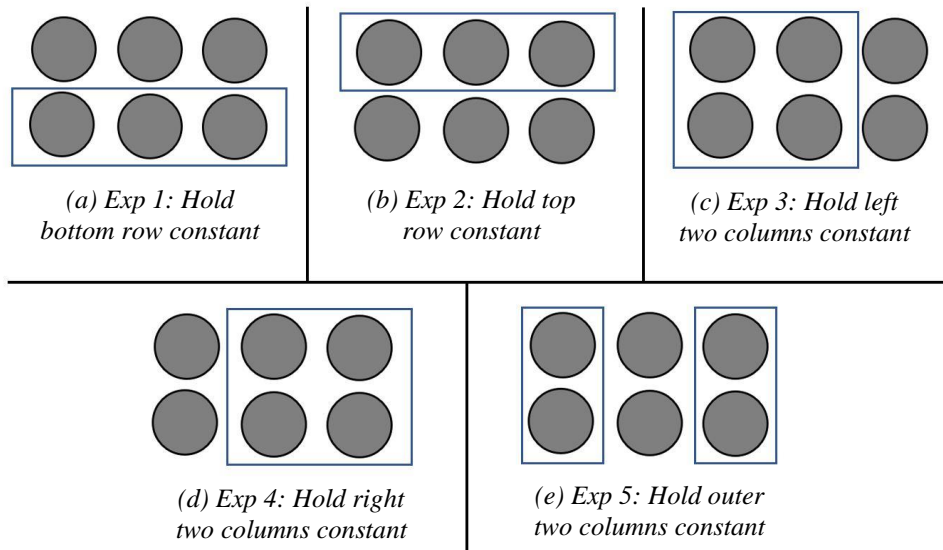 (a) Exp 1: Hold
bottom row constant
(b) Exp 2: Hold top
row constant
(c) Exp 3: Hold left
two columns constant
(d) Exp 4: Hold right
two columns constant
(e) Exp 5: Hold outer
two columns constant